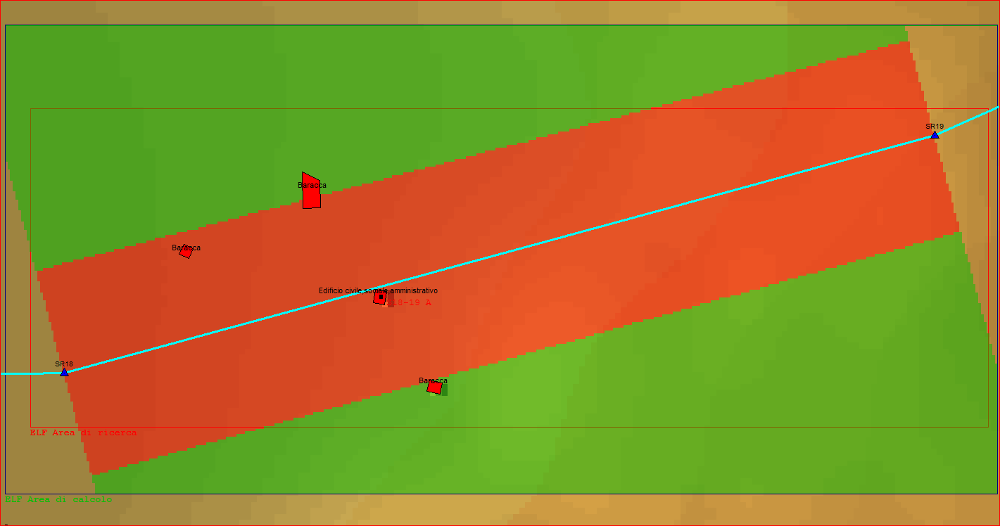 SR19
Baracca
Baracca
Edificio civile,sociale,amministrativo
18-19 A
SR18
Baracca
ELF Area di ricerca
ELF Area di calcolo